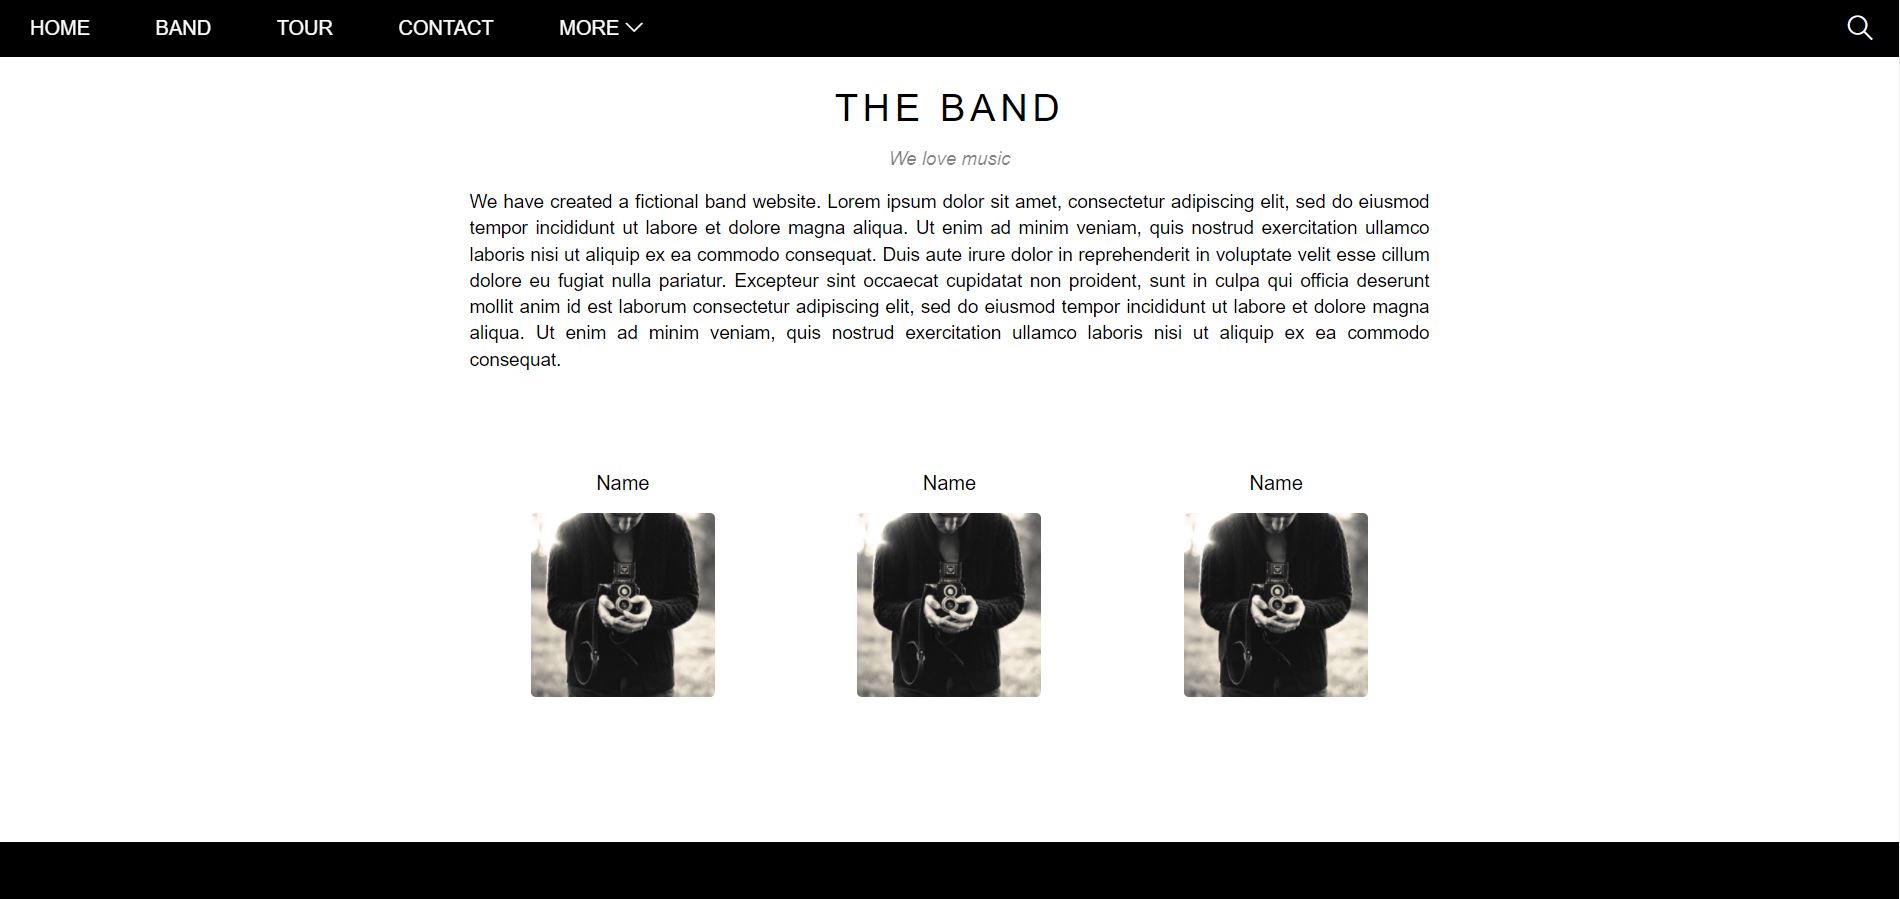 HOME BAND TOUR CONTACT MORE
THE BAND
We love music
We have created a fictional band website. Lorem ipsum dolor sit amet, consectetur adipiscing elit, sed do eiusmod
tempor incididunt ut labore et dolore magna aliqua. Ut enim ad minim veniam, quis nostrud exercitation ullamco
laboris nisi ut aliquip ex ea commodo consequat. Duis aute irure dolor in reprehenderit in voluptate velit esse cillum
dolore eu fugiat nulla pariatur. Excepteur sint occaecat cupidatat non proident, sunt in culpa qui officia deserunt
mollit anim id est laborum consectetur adipiscing elit, sed do eiusmod tempor incididunt ut labore et dolore magna
aliqua. Ut enim ad minim veniam, quis nostrud exercitation ullamco laboris nisi ut aliquip ex ea commodo
consequat.
Name Name Name